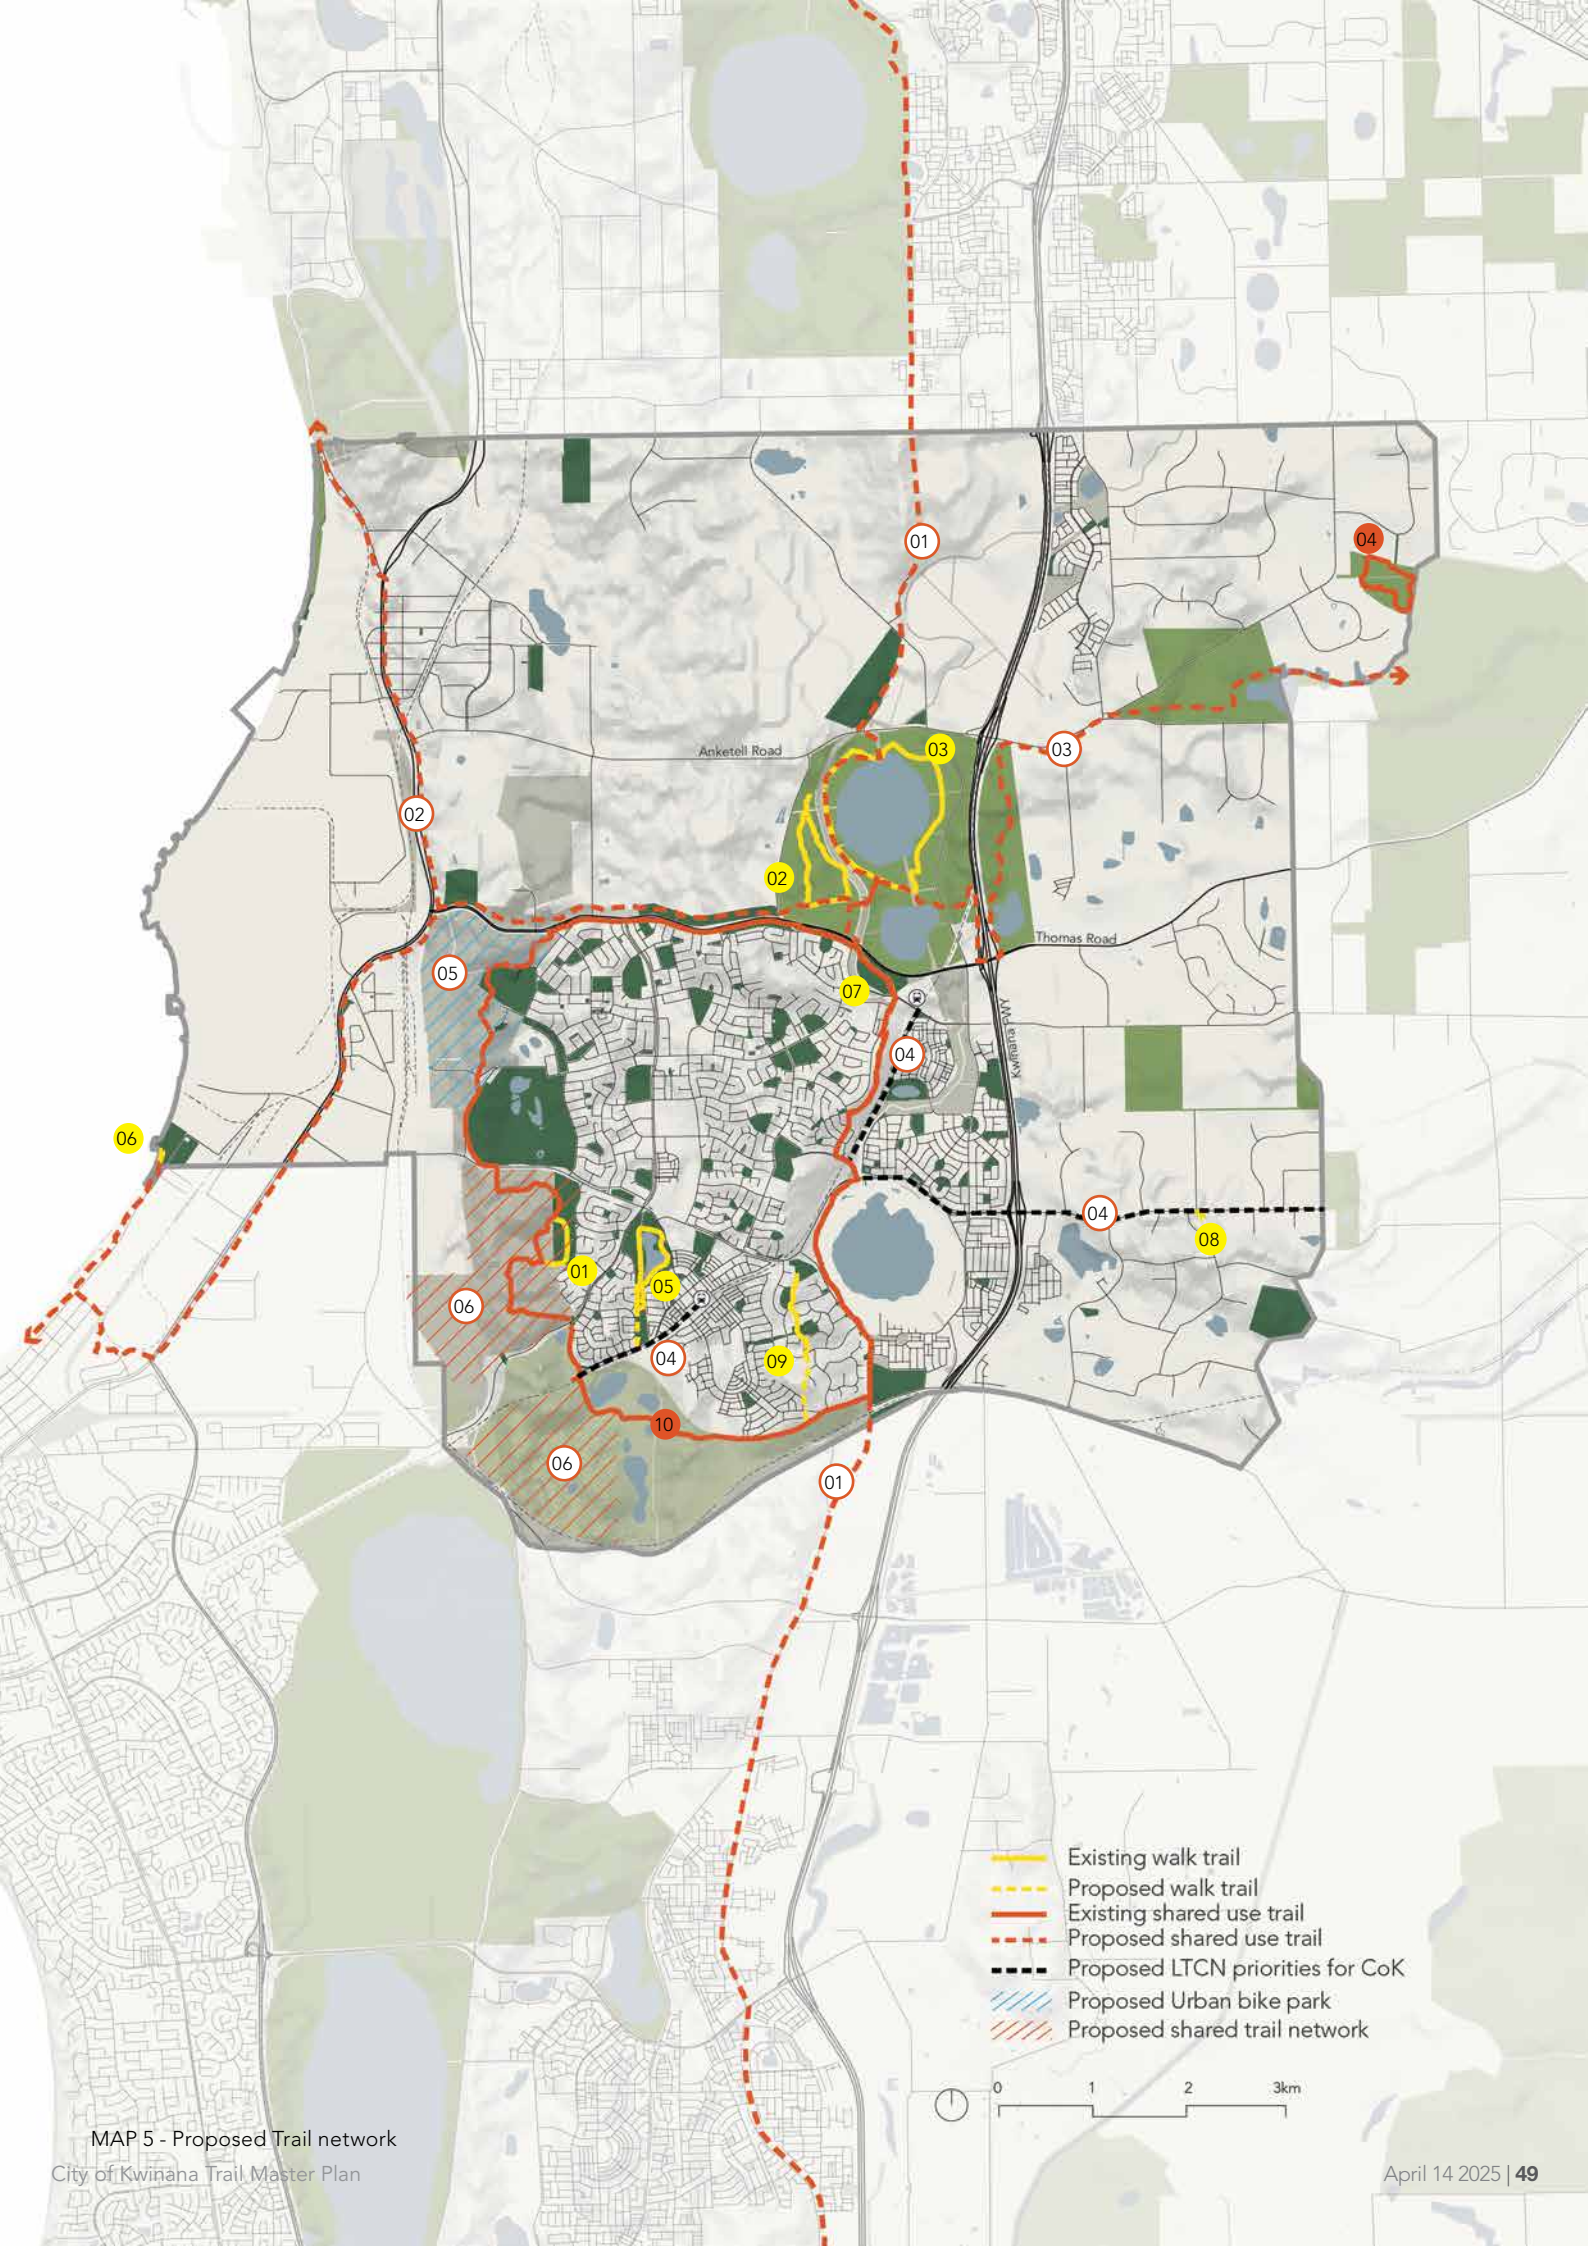 01
04
Anketell Road
03
03
02
02
Thomas Road
05
07
Kwinana Wy
04
06
04
08
01
05
06
04
09
10
06
01
Existing walk trail
Proposed walk trail
Existing shared use trail
Proposed shared use trail
Proposed LTCN priorities for CoK
Proposed Urban bike park
Proposed shared trail network
0 1 2 3km
MAP 5 - Proposed Trail network
City of Kwinana Trail Master Plan
April 14 2025 | 49